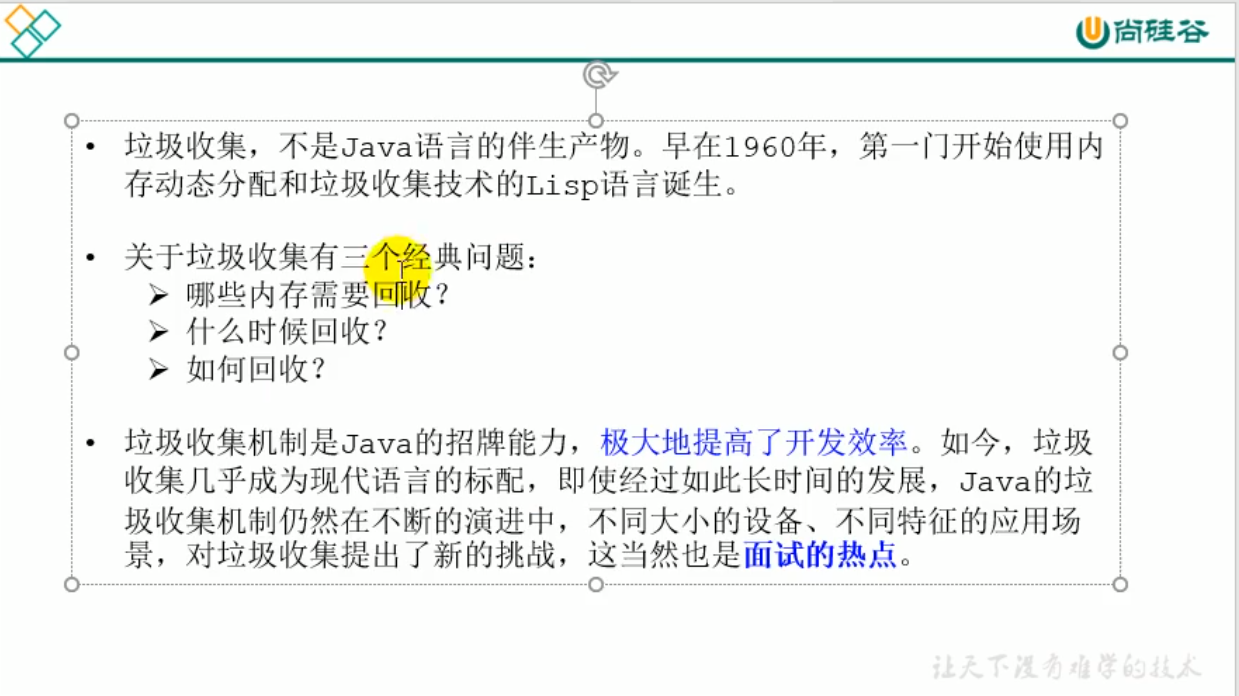 尚硅谷
• 垃圾收集，不是Java语言的伴生产物。早在1960年，第一门开始使用内
存动态分配和垃圾收集技术的Lisp语言诞生。
• 关于垃圾收集有三个经典问题：
➢ 哪些内存需要回收？
➢ 什么时候回收？
➢ 如何回收？
• 垃圾收集机制是Java的招牌能力，极大地提高了开发效率。如今，垃圾
收集几乎成为现代语言的标配，即使经过如此长时间的发展，Java的垃
圾收集机制仍然在不断的演进中，不同大小的设备、不同特征的应用场
景，对垃圾收集提出了新的挑战，这当然也是面试的热点。
让天下没有难学的技术